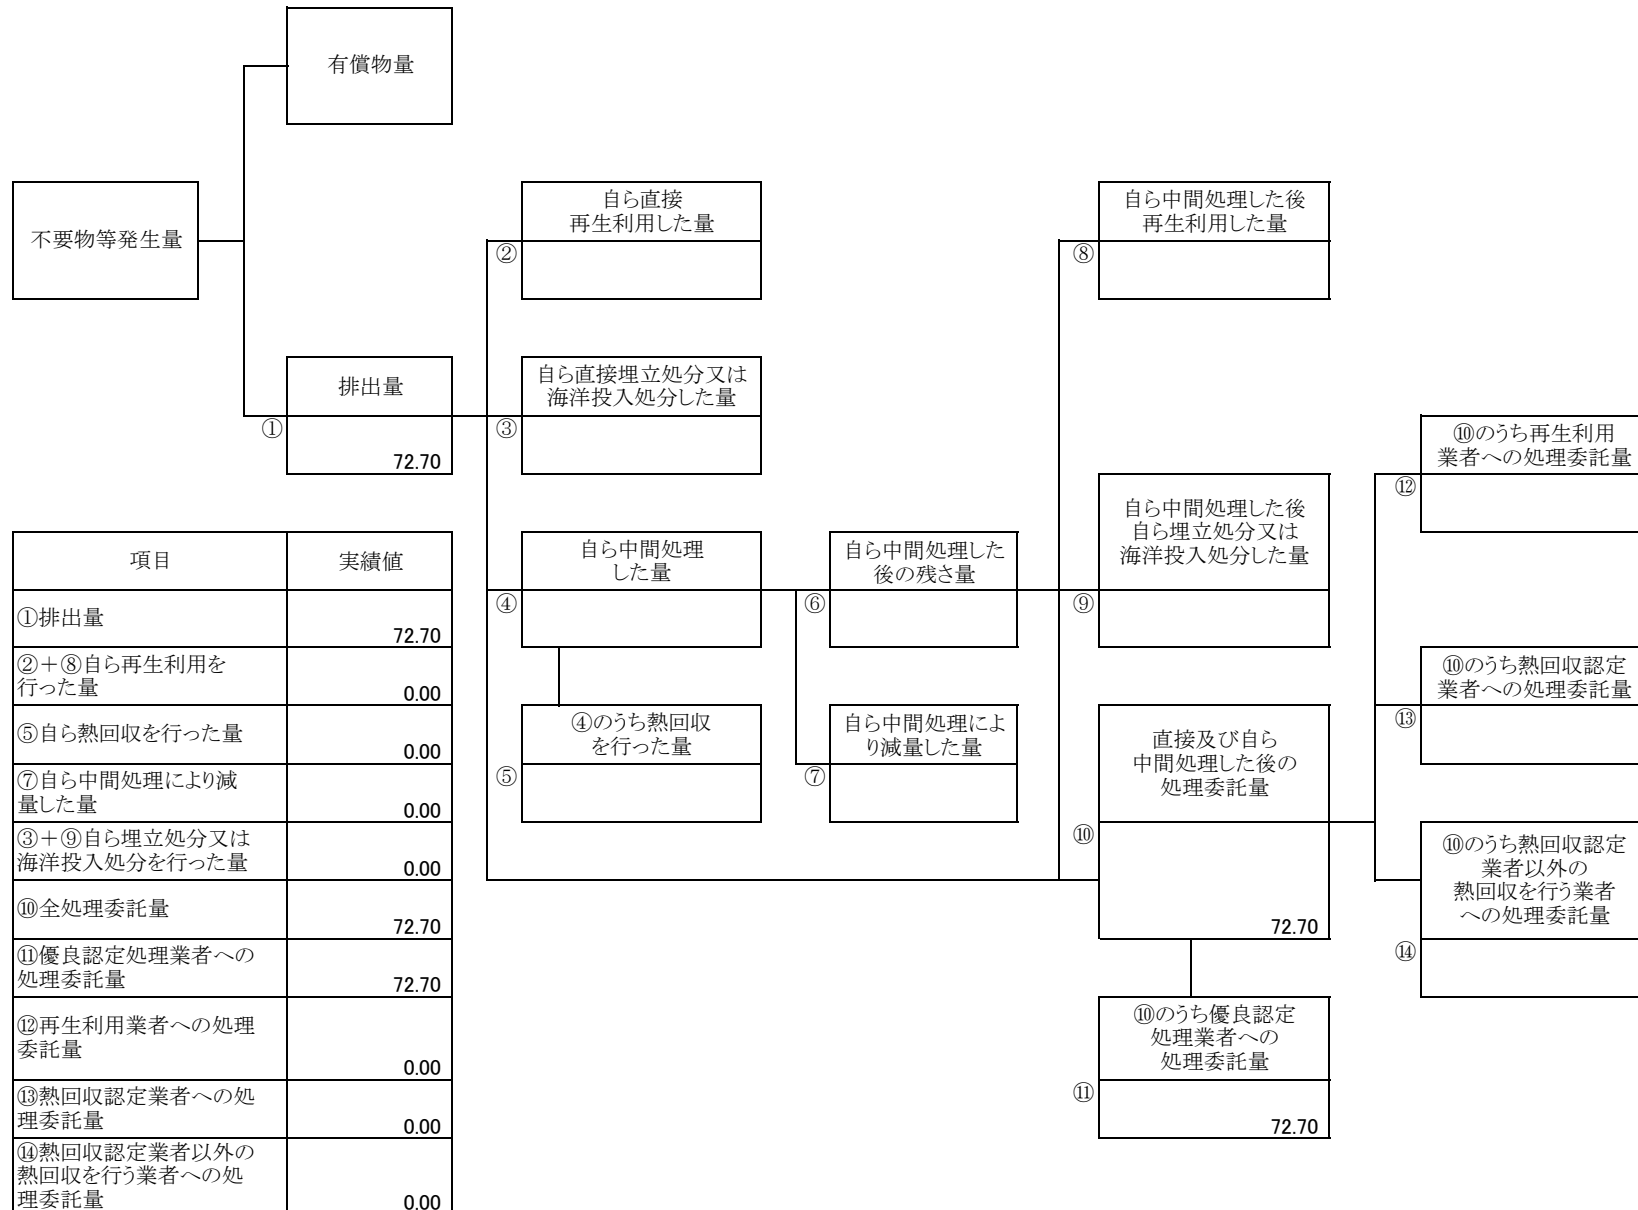 有償物量
不要物等発生量
自ら直接
再生利用した量
②
自ら中間処理した後
再生利用した量
⑧
排出量
①
72.70
自ら直接埋立処分又は
海洋投入処分した量
③
⑩のうち再生利用
業者への処理委託量
⑫
自ら中間処理した後
自ら埋立処分又は
海洋投入処分した量
⑨
自ら中間処理
した量
④
自ら中間処理した
後の残さ量
⑥
⑩のうち熱回収認定
業者への処理委託量
⑬
④のうち熱回収
を行った量
⑤
自ら中間処理によ
り減量した量
⑦
直接及び自ら
中間処理した後の
処理委託量
⑩
72.70
⑩のうち熱回収認定
業者以外の
熱回収を行う業者
への処理委託量
⑭
⑩のうち優良認定
処理業者への
処理委託量
⑪
72.70
項目 実績値
①排出量
72.70
②+⑧自ら再生利用を
行った量 0.00
⑤自ら熱回収を行った量
0.00
⑦自ら中間処理により減
量した量 0.00
③+⑨自ら埋立処分又は
海洋投入処分を行った量 0.00
⑩全処理委託量
72.70
⑪優良認定処理業者への
処理委託量 72.70
⑫再生利用業者への処理
委託量
0.00
⑬熱回収認定業者への処
理委託量 0.00
⑭熱回収認定業者以外の
熱回収を行う業者への処
理委託量 0.00